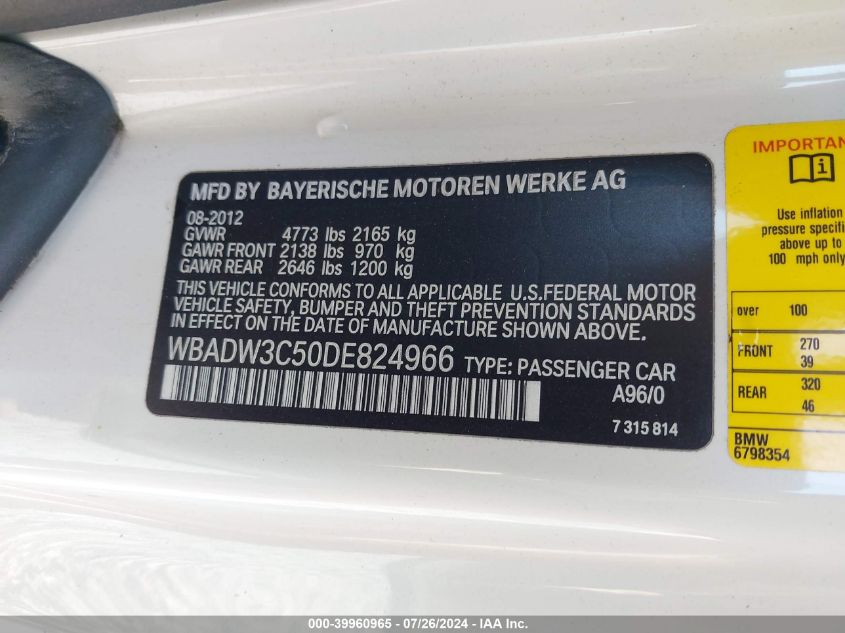 MFD BY BAYERISCHE MOTOREN WERKE AG
08-2012
GVWR 4773 lbs 2165 kg
GAWR FRONT 2138 lbs 970 kg
GAWR REAR 2646 lbs 1200 kg
THIS VEHICLE CONFORMS TO ALL APPLICABLE U.S.FEDERAL MOTOR
VEHICLE SAFETY, BUMPER AND THEFT PREVENTION STANDARDS
IN EFFECT ON THE DATE OF MANUFACTURE SHOWN ABOVE.
WBADW3C50DE824966 TYPE: PASSENGER CAR
A96/0
7 315 814
IMPORTAN
i
Use inflation
pressure specifi
above up to
100 mph only
over 100
FRONT 270
39
REAR 320
46
BMW
6798354
000-39960965 - 07/26/2024 - IAA Inc.